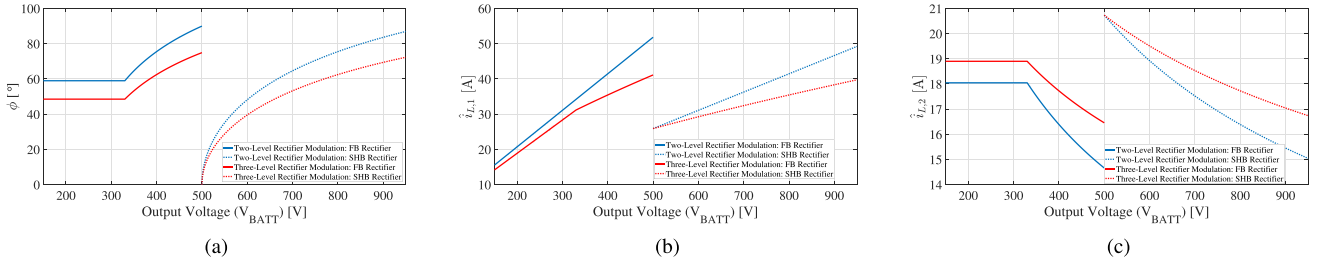 100
80
60
40
20
0
ϕ [°]
200 300 400 500 600 700 800 900
Output Voltage (V_BATT) [V]
Two-Level Rectifier Modulation: FB Rectifier
Two-Level Rectifier Modulation: SHB Rectifier
Three-Level Rectifier Modulation: FB Rectifier
Three-Level Rectifier Modulation: SHB Rectifier
(a)
60
50
40
30
20
10
î_L,1 [A]
200 300 400 500 600 700 800 900
Output Voltage (V_BATT) [V]
Two-Level Rectifier Modulation: FB Rectifier
Two-Level Rectifier Modulation: SHB Rectifier
Three-Level Rectifier Modulation: FB Rectifier
Three-Level Rectifier Modulation: SHB Rectifier
(b)
21
20
19
18
17
16
15
14
î_L,2 [A]
200 300 400 500 600 700 800 900
Output Voltage (V_BATT) [V]
Two-Level Rectifier Modulation: FB Rectifier
Two-Level Rectifier Modulation: SHB Rectifier
Three-Level Rectifier Modulation: FB Rectifier
Three-Level Rectifier Modulation: SHB Rectifier
(c)